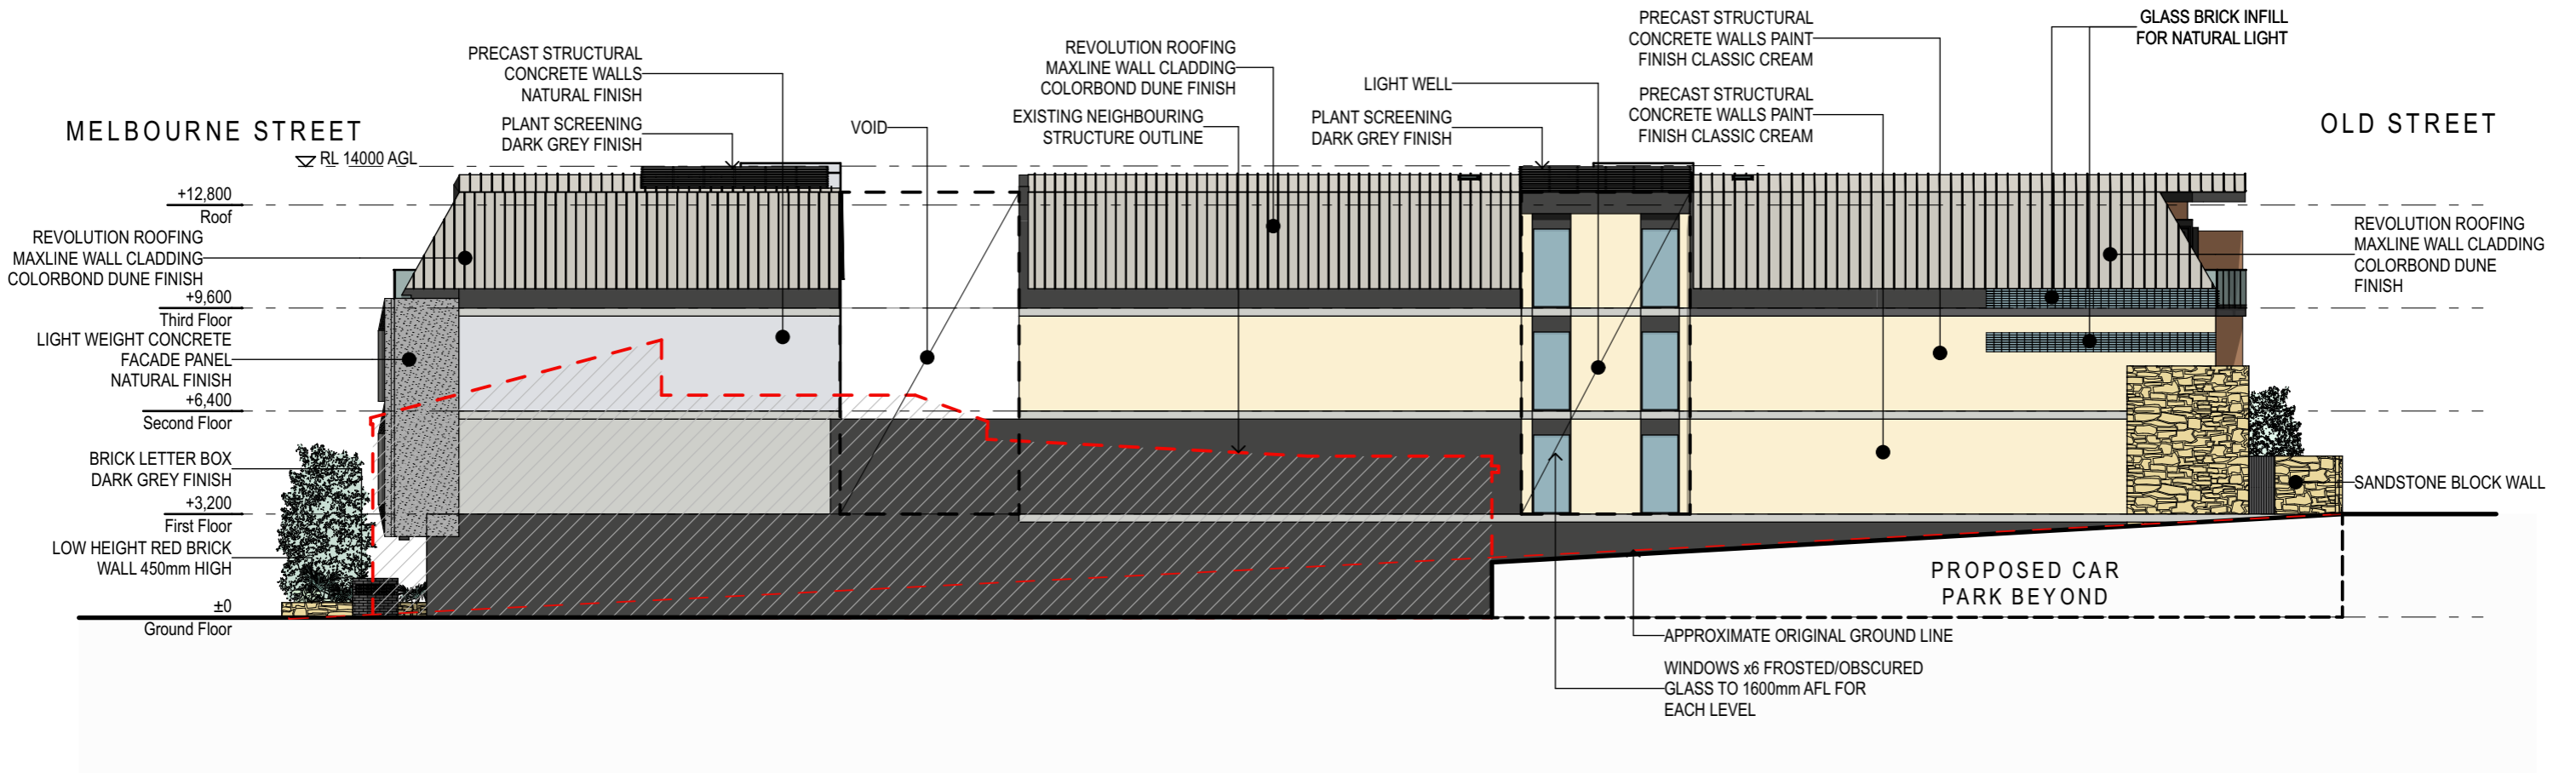 MELBOURNE STREET
RL 14000 AGL
PRECAST STRUCTURAL
CONCRETE WALLS
NATURAL FINISH
PLANT SCREENING
DARK GREY FINISH
VOID
REVOLUTION ROOFING
MAXLINE WALL CLADDING
COLORBOND DUNE FINISH
EXISTING NEIGHBOURING
STRUCTURE OUTLINE
LIGHT WELL
PLANT SCREENING
DARK GREY FINISH
PRECAST STRUCTURAL
CONCRETE WALLS PAINT
FINISH CLASSIC CREAM
PRECAST STRUCTURAL
CONCRETE WALLS PAINT
FINISH CLASSIC CREAM
GLASS BRICK INFILL
FOR NATURAL LIGHT
OLD STREET
+12,800
Roof
REVOLUTION ROOFING
MAXLINE WALL CLADDING
COLORBOND DUNE FINISH
+9,600
Third Floor
LIGHT WEIGHT CONCRETE
FACADE PANEL
NATURAL FINISH
+6,400
Second Floor
BRICK LETTER BOX
DARK GREY FINISH
+3,200
First Floor
LOW HEIGHT RED BRICK
WALL 450mm HIGH
±0
Ground Floor
REVOLUTION ROOFING
MAXLINE WALL CLADDING
COLORBOND DUNE
FINISH
SANDSTONE BLOCK WALL
PROPOSED CAR
PARK BEYOND
APPROXIMATE ORIGINAL GROUND LINE
WINDOWS x6 FROSTED/OBSCURED
GLASS TO 1600mm AFL FOR
EACH LEVEL